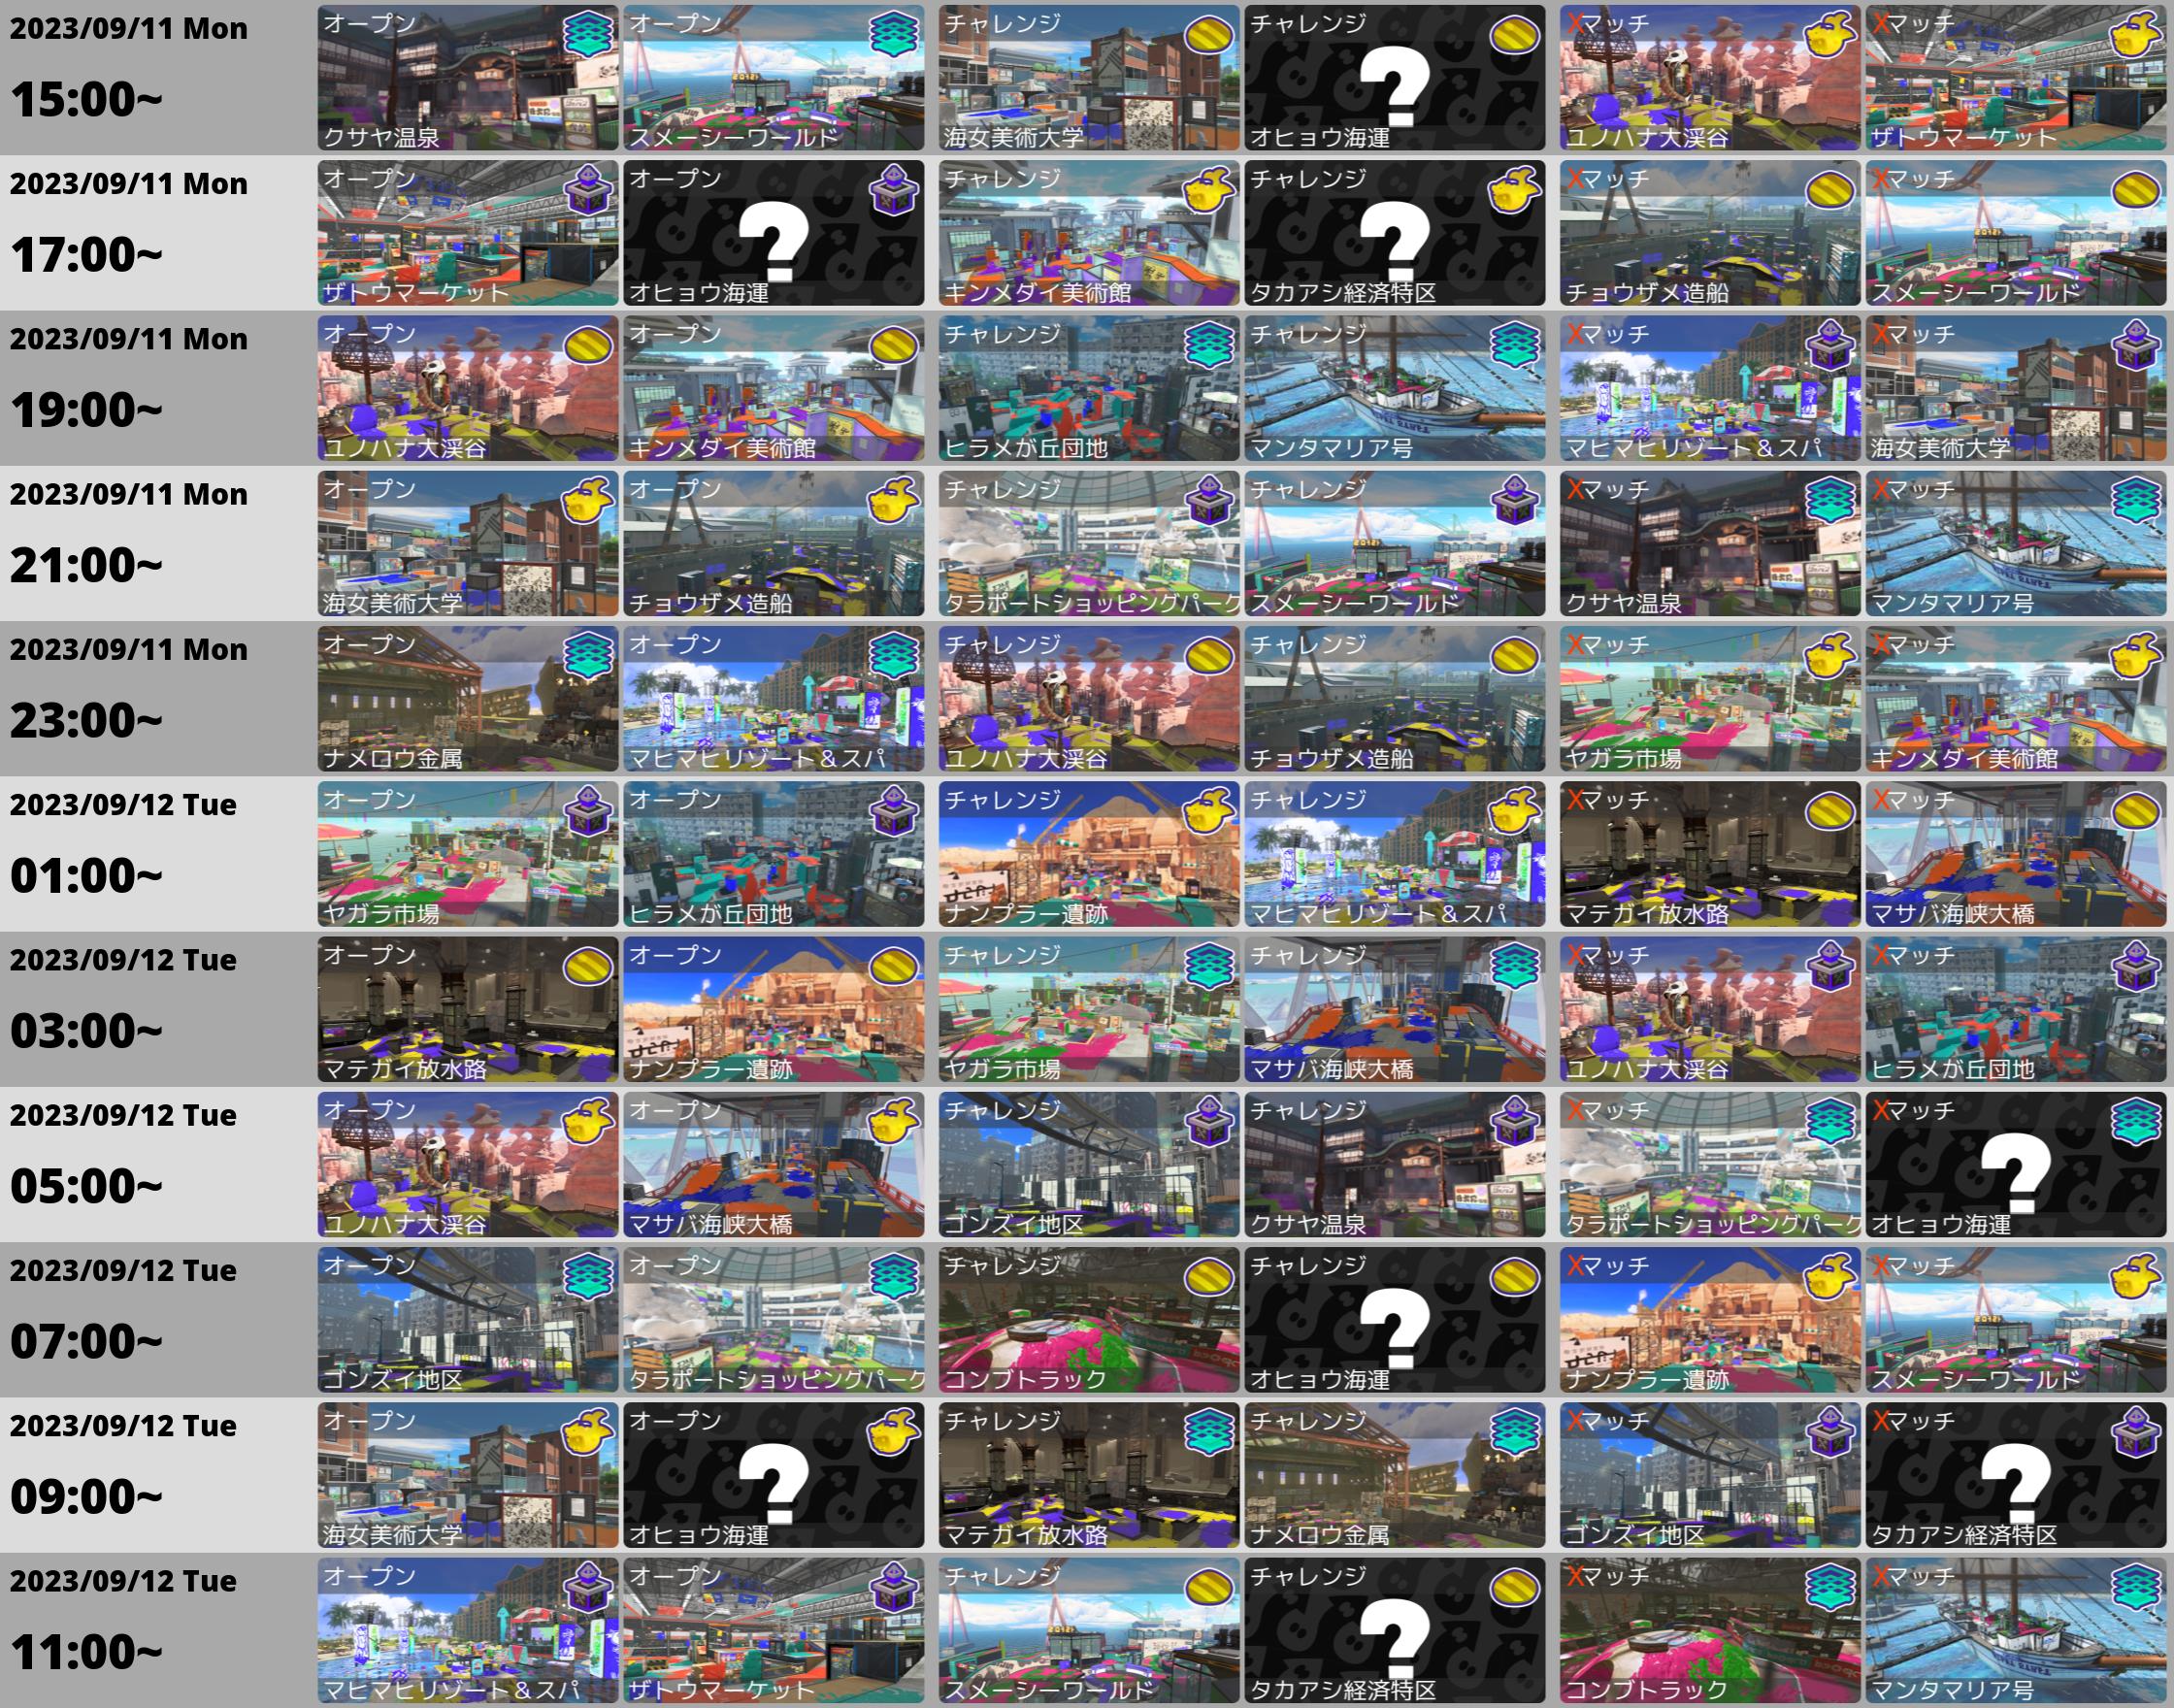 2023/09/11 Mon
15:00~
オープン オープン チャレンジ チャレンジ Xマッチ Xマッチ
クサヤ温泉 スメーシーワールド 海女美術大学 オヒョウ海運 ユノハナ大渓谷 ザトウマーケット
2023/09/11 Mon
17:00~
オープン オープン チャレンジ チャレンジ Xマッチ Xマッチ
ザトウマーケット オヒョウ海運 キンメダイ美術館 タカアシ経済特区 チョウザメ造船 スメーシーワールド
2023/09/11 Mon
19:00~
オープン オープン チャレンジ チャレンジ Xマッチ Xマッチ
ユノハナ大渓谷 キンメダイ美術館 ヒラメが丘団地 マンタマリア号 マヒマヒリゾート＆スパ 海女美術大学
2023/09/11 Mon
21:00~
オープン オープン チャレンジ チャレンジ Xマッチ Xマッチ
海女美術大学 チョウザメ造船 タラポートショッピングパーク スメーシーワールド クサヤ温泉 マンタマリア号
2023/09/11 Mon
23:00~
オープン オープン チャレンジ チャレンジ Xマッチ Xマッチ
ナメロウ金属 マヒマヒリゾート＆スパ ユノハナ大渓谷 チョウザメ造船 ヤガラ市場 キンメダイ美術館
2023/09/12 Tue
01:00~
オープン オープン チャレンジ チャレンジ Xマッチ Xマッチ
ヤガラ市場 ヒラメが丘団地 ナンプラー遺跡 マヒマヒリゾート＆スパ マテガイ放水路 マサバ海峡大橋
2023/09/12 Tue
03:00~
オープン オープン チャレンジ チャレンジ Xマッチ Xマッチ
マテガイ放水路 ナンプラー遺跡 ヤガラ市場 マサバ海峡大橋 ユノハナ大渓谷 ヒラメが丘団地
2023/09/12 Tue
05:00~
オープン オープン チャレンジ チャレンジ Xマッチ Xマッチ
ユノハナ大渓谷 マサバ海峡大橋 ゴンズイ地区 クサヤ温泉 タラポートショッピングパーク オヒョウ海運
2023/09/12 Tue
07:00~
オープン オープン チャレンジ チャレンジ Xマッチ Xマッチ
ゴンズイ地区 タラポートショッピングパーク コンブトラック オヒョウ海運 ナンプラー遺跡 スメーシーワールド
2023/09/12 Tue
09:00~
オープン オープン チャレンジ チャレンジ Xマッチ Xマッチ
海女美術大学 オヒョウ海運 マテガイ放水路 ナメロウ金属 ゴンズイ地区 タカアシ経済特区
2023/09/12 Tue
11:00~
オープン オープン チャレンジ チャレンジ Xマッチ Xマッチ
マヒマヒリゾート＆スパ ザトウマーケット スメーシーワールド タカアシ経済特区 コンブトラック マンタマリア号